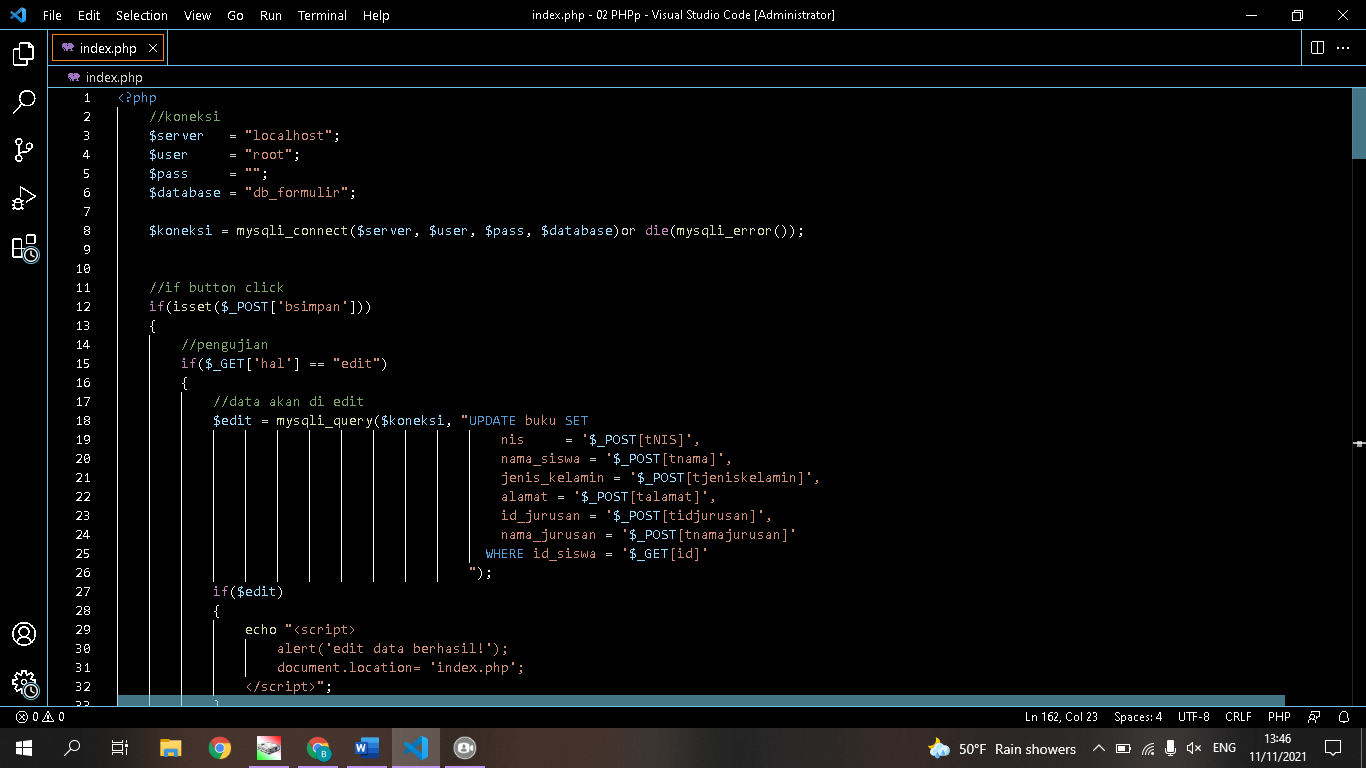 File Edit Selection View Go Run Terminal Help index.php - 02 PHPp - Visual Studio Code [Administrator]
index.php
index.php
1 <?php
2 //koneksi
3 $server   = "localhost";
4 $user     = "root";
5 $pass     = "";
6 $database = "db_formulir";
7
8 $koneksi = mysqli_connect($server, $user, $pass, $database)or die(mysqli_error());
9
10
11 //if button click
12 if(isset($_POST['bsimpan']))
13 {
14 //pengujian
15 if($_GET['hal'] == "edit")
16 {
17 //data akan di edit
18 $edit = mysqli_query($koneksi, "UPDATE buku SET
19 nis     = '$_POST[tNIS]',
20 nama_siswa = '$_POST[tnama]',
21 jenis_kelamin = '$_POST[tjeniskelamin]',
22 alamat = '$_POST[talamat]',
23 id_jurusan = '$_POST[tidjurusan]',
24 nama_jurusan = '$_POST[tnamajurusan]'
25 WHERE id_siswa = '$_GET[id]'
26 ");
27 if($edit)
28 {
29 echo "<script>
30 alert('edit data berhasil!');
31 document.location= 'index.php';
32 </script>";
33 }
0 0 Ln 162, Col 23 Spaces: 4 UTF-8 CRLF PHP
50°F Rain showers ENG 13:46
11/11/2021